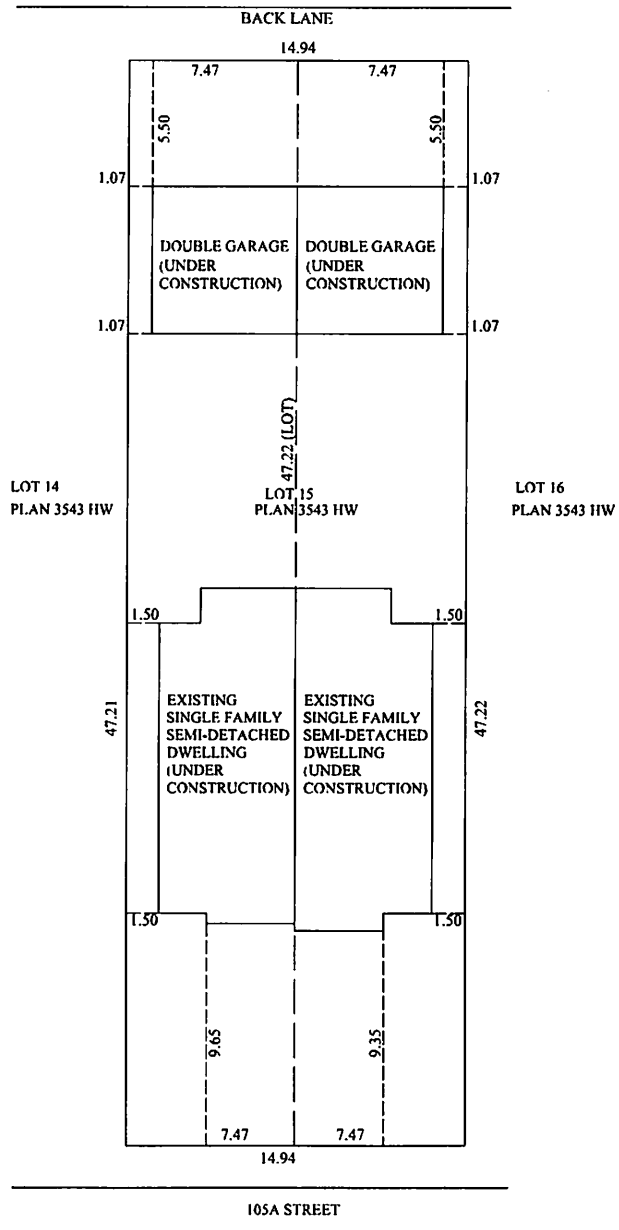 BACK LANE
14.94
7.47 7.47
5.50 5.50
1.07 1.07
DOUBLE GARAGE
(UNDER
CONSTRUCTION)
DOUBLE GARAGE
(UNDER
CONSTRUCTION)
1.07 1.07
47.22 (LOT)
LOT 14
PLAN 3543 HW
LOT 15
PLAN 3543 HW
LOT 16
PLAN 3543 HW
1.50 1.50
47.21
EXISTING
SINGLE FAMILY
SEMI-DETACHED
DWELLING
(UNDER
CONSTRUCTION)
EXISTING
SINGLE FAMILY
SEMI-DETACHED
DWELLING
(UNDER
CONSTRUCTION)
47.22
1.50 1.50
9.65 9.35
7.47 7.47
14.94
105A STREET